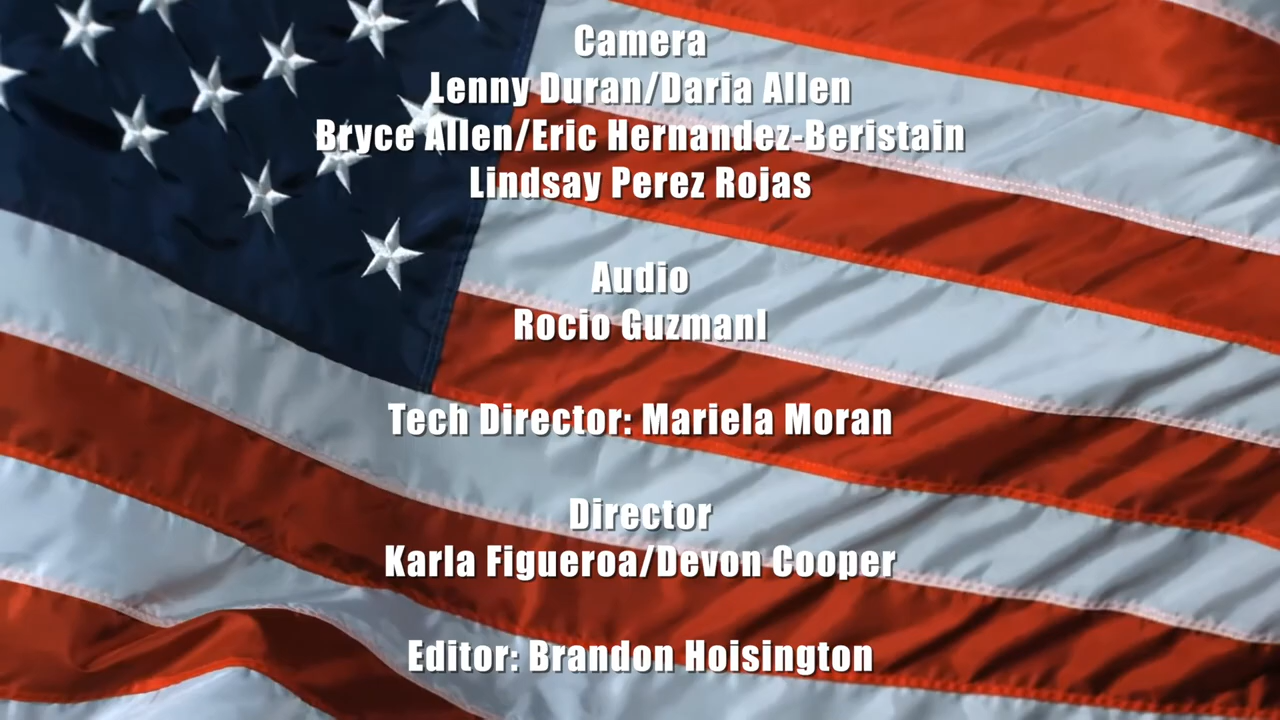 Camera
Lenny Duran/Daria Allen
Bryce Allen/Eric Hernandez-Beristain
Lindsay Perez Rojas
Audio
Rocio Guzmanl
Tech Director: Mariela Moran
Director
Karla Figueroa/Devon Cooper
Editor: Brandon Hoisington